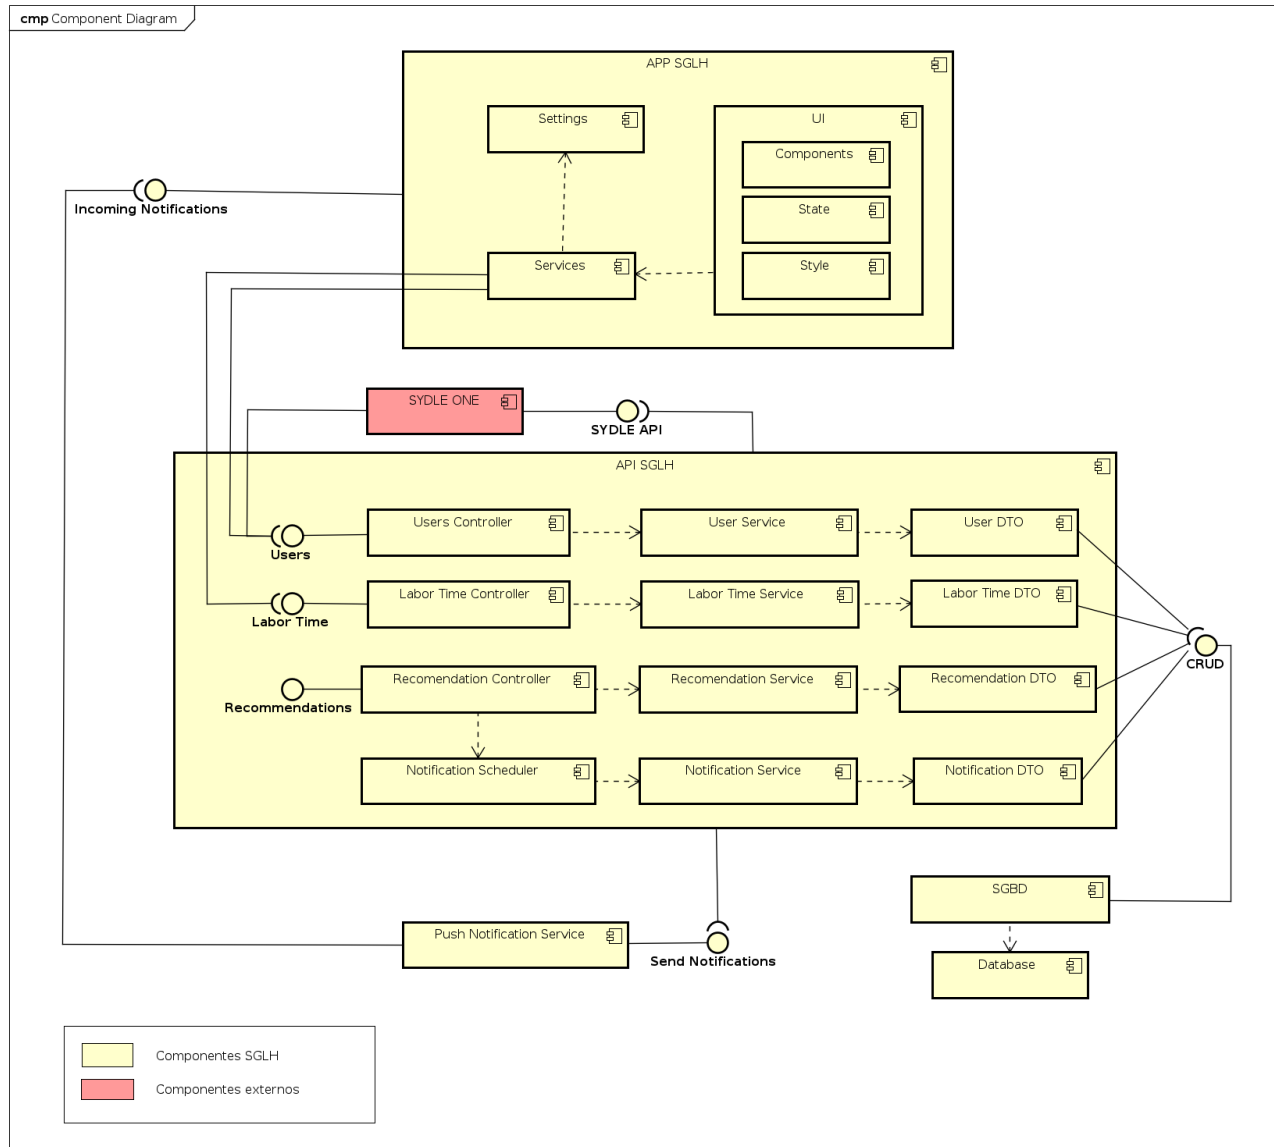 cmp Component Diagram
APP SGLH
Settings
UI
Components
State
Style
Services
Incoming Notifications
SYDLE ONE
SYDLE API
API SGLH
Users Controller
User Service
User DTO
Users
Labor Time Controller
Labor Time Service
Labor Time DTO
Labor Time
CRUD
Recomendation Controller
Recomendation Service
Recomendation DTO
Recommendations
Notification Scheduler
Notification Service
Notification DTO
SGBD
Push Notification Service
Send Notifications
Database
Componentes SGLH
Componentes externos